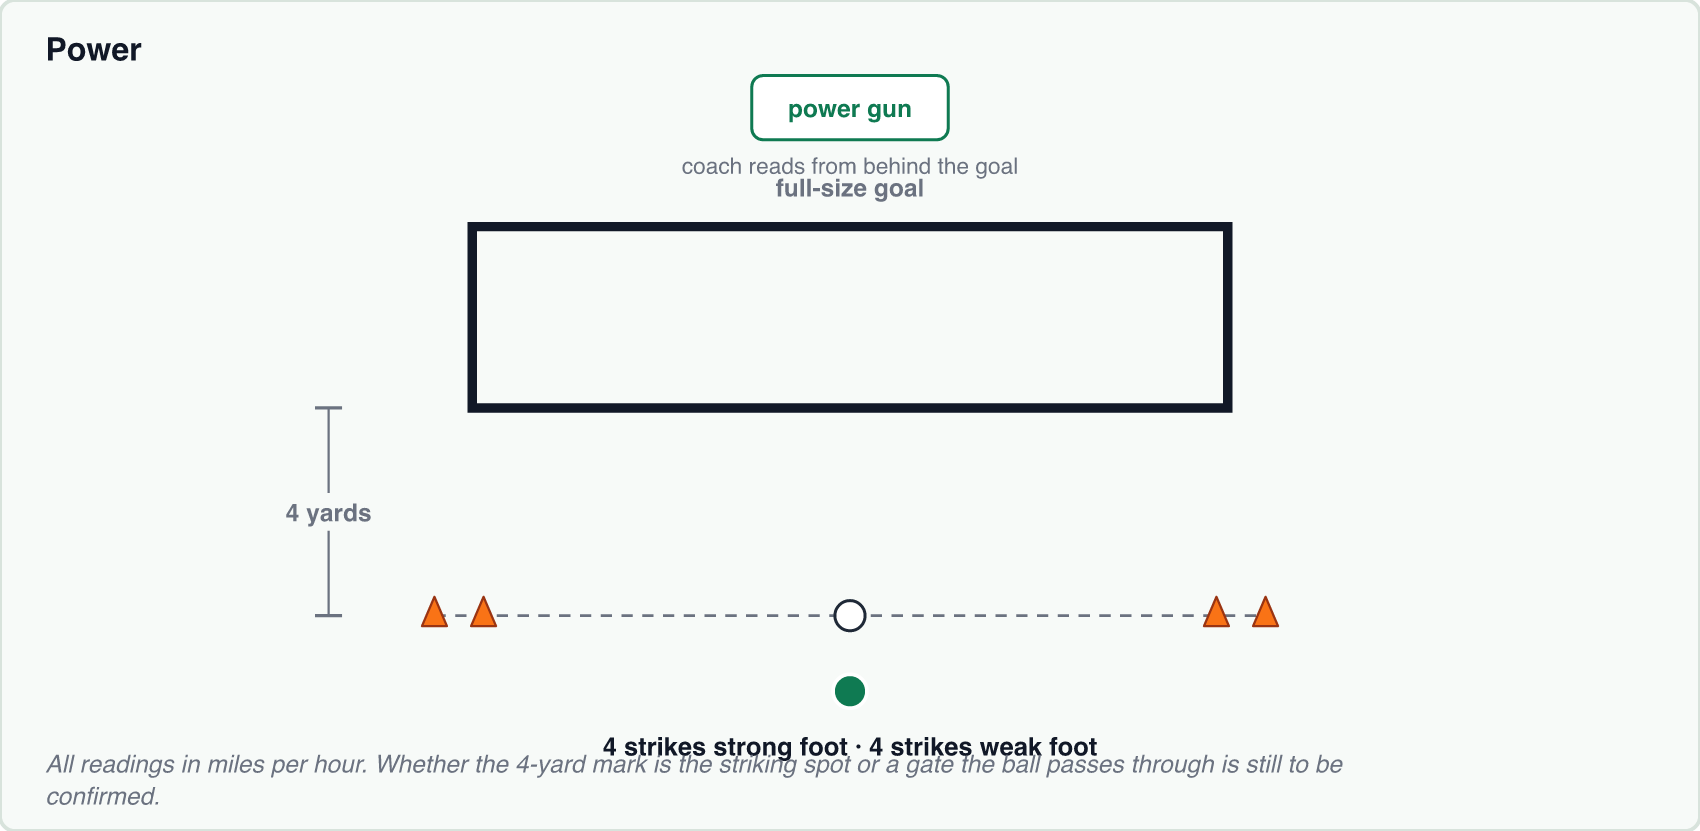 Power
power gun
coach reads from behind the goal
full-size goal
4 yards
4 strikes strong foot · 4 strikes weak foot
All readings in miles per hour. Whether the 4-yard mark is the striking spot or a gate the ball passes through is still to be
confirmed.